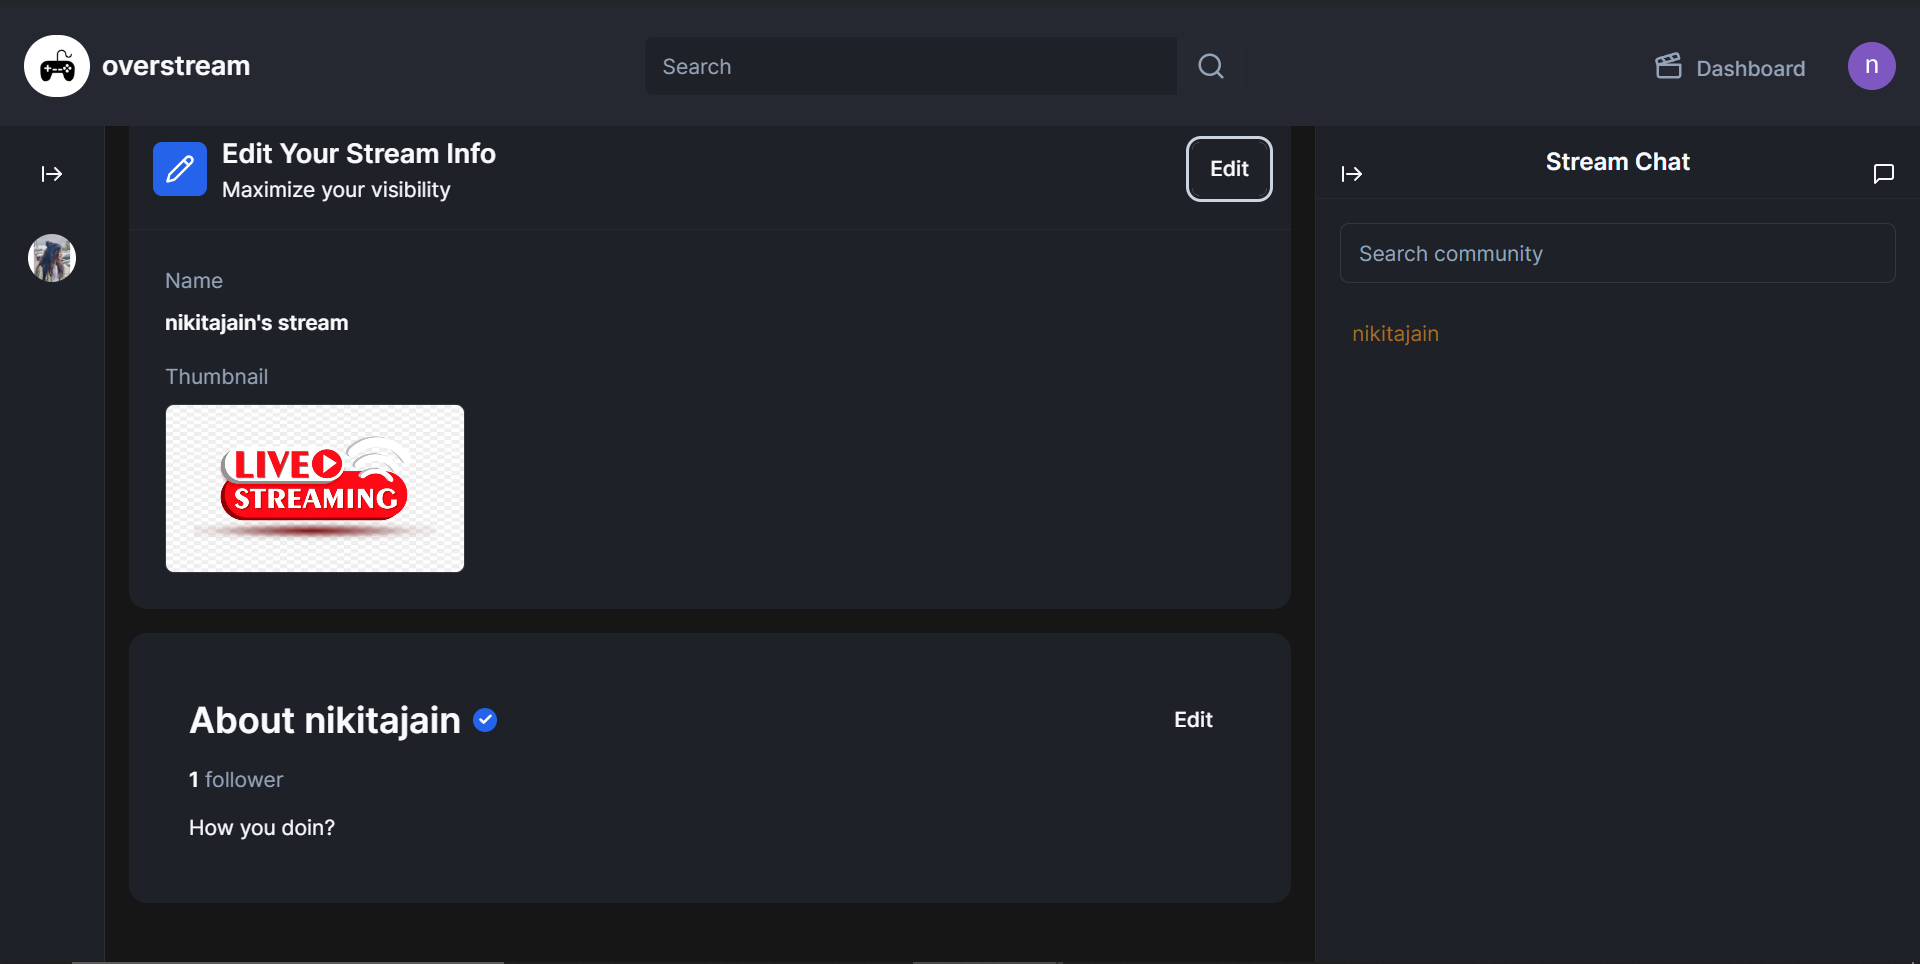 overstream
Search
Dashboard
n
Edit Your Stream Info
Maximize your visibility
Edit
Name
nikitajain's stream
Thumbnail
LIVE
STREAMING
About nikitajain
Edit
1 follower
How you doin?
Stream Chat
Search community
nikitajain